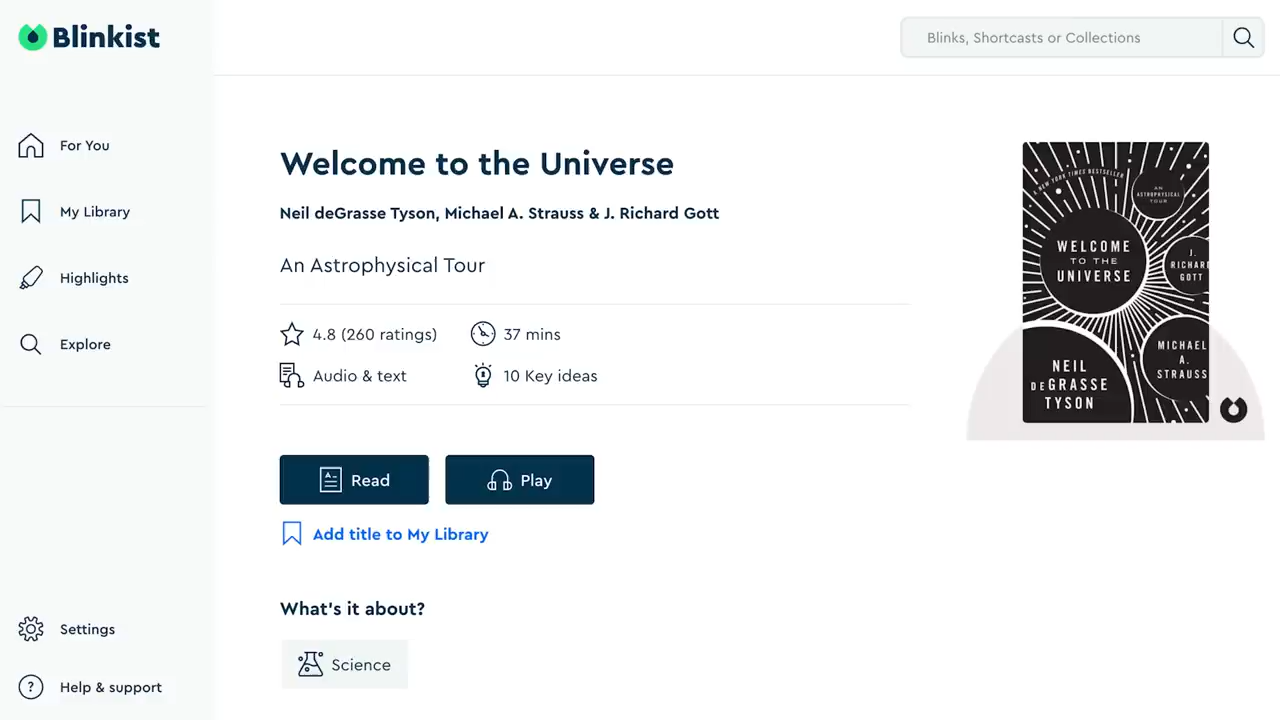 Blinkist
Blinks, Shortcasts or Collections
For You
My Library
Highlights
Explore
Settings
? Help & support
Welcome to the Universe
Neil deGrasse Tyson, Michael A. Strauss & J. Richard Gott
An Astrophysical Tour
4.8 (260 ratings)
37 mins
Audio & text
10 Key ideas
A- Read
Play
Add title to My Library
What's it about?
Science
A NEW YORK TIMES BESTSELLER
AN
ASTROPHYSICAL
TOUR
WELCOME
TO THE
UNIVERSE
J.
RICHARD
GOTT
MICHAEL
A.
STRAUSS
NEIL
DEGRASSE
TYSON